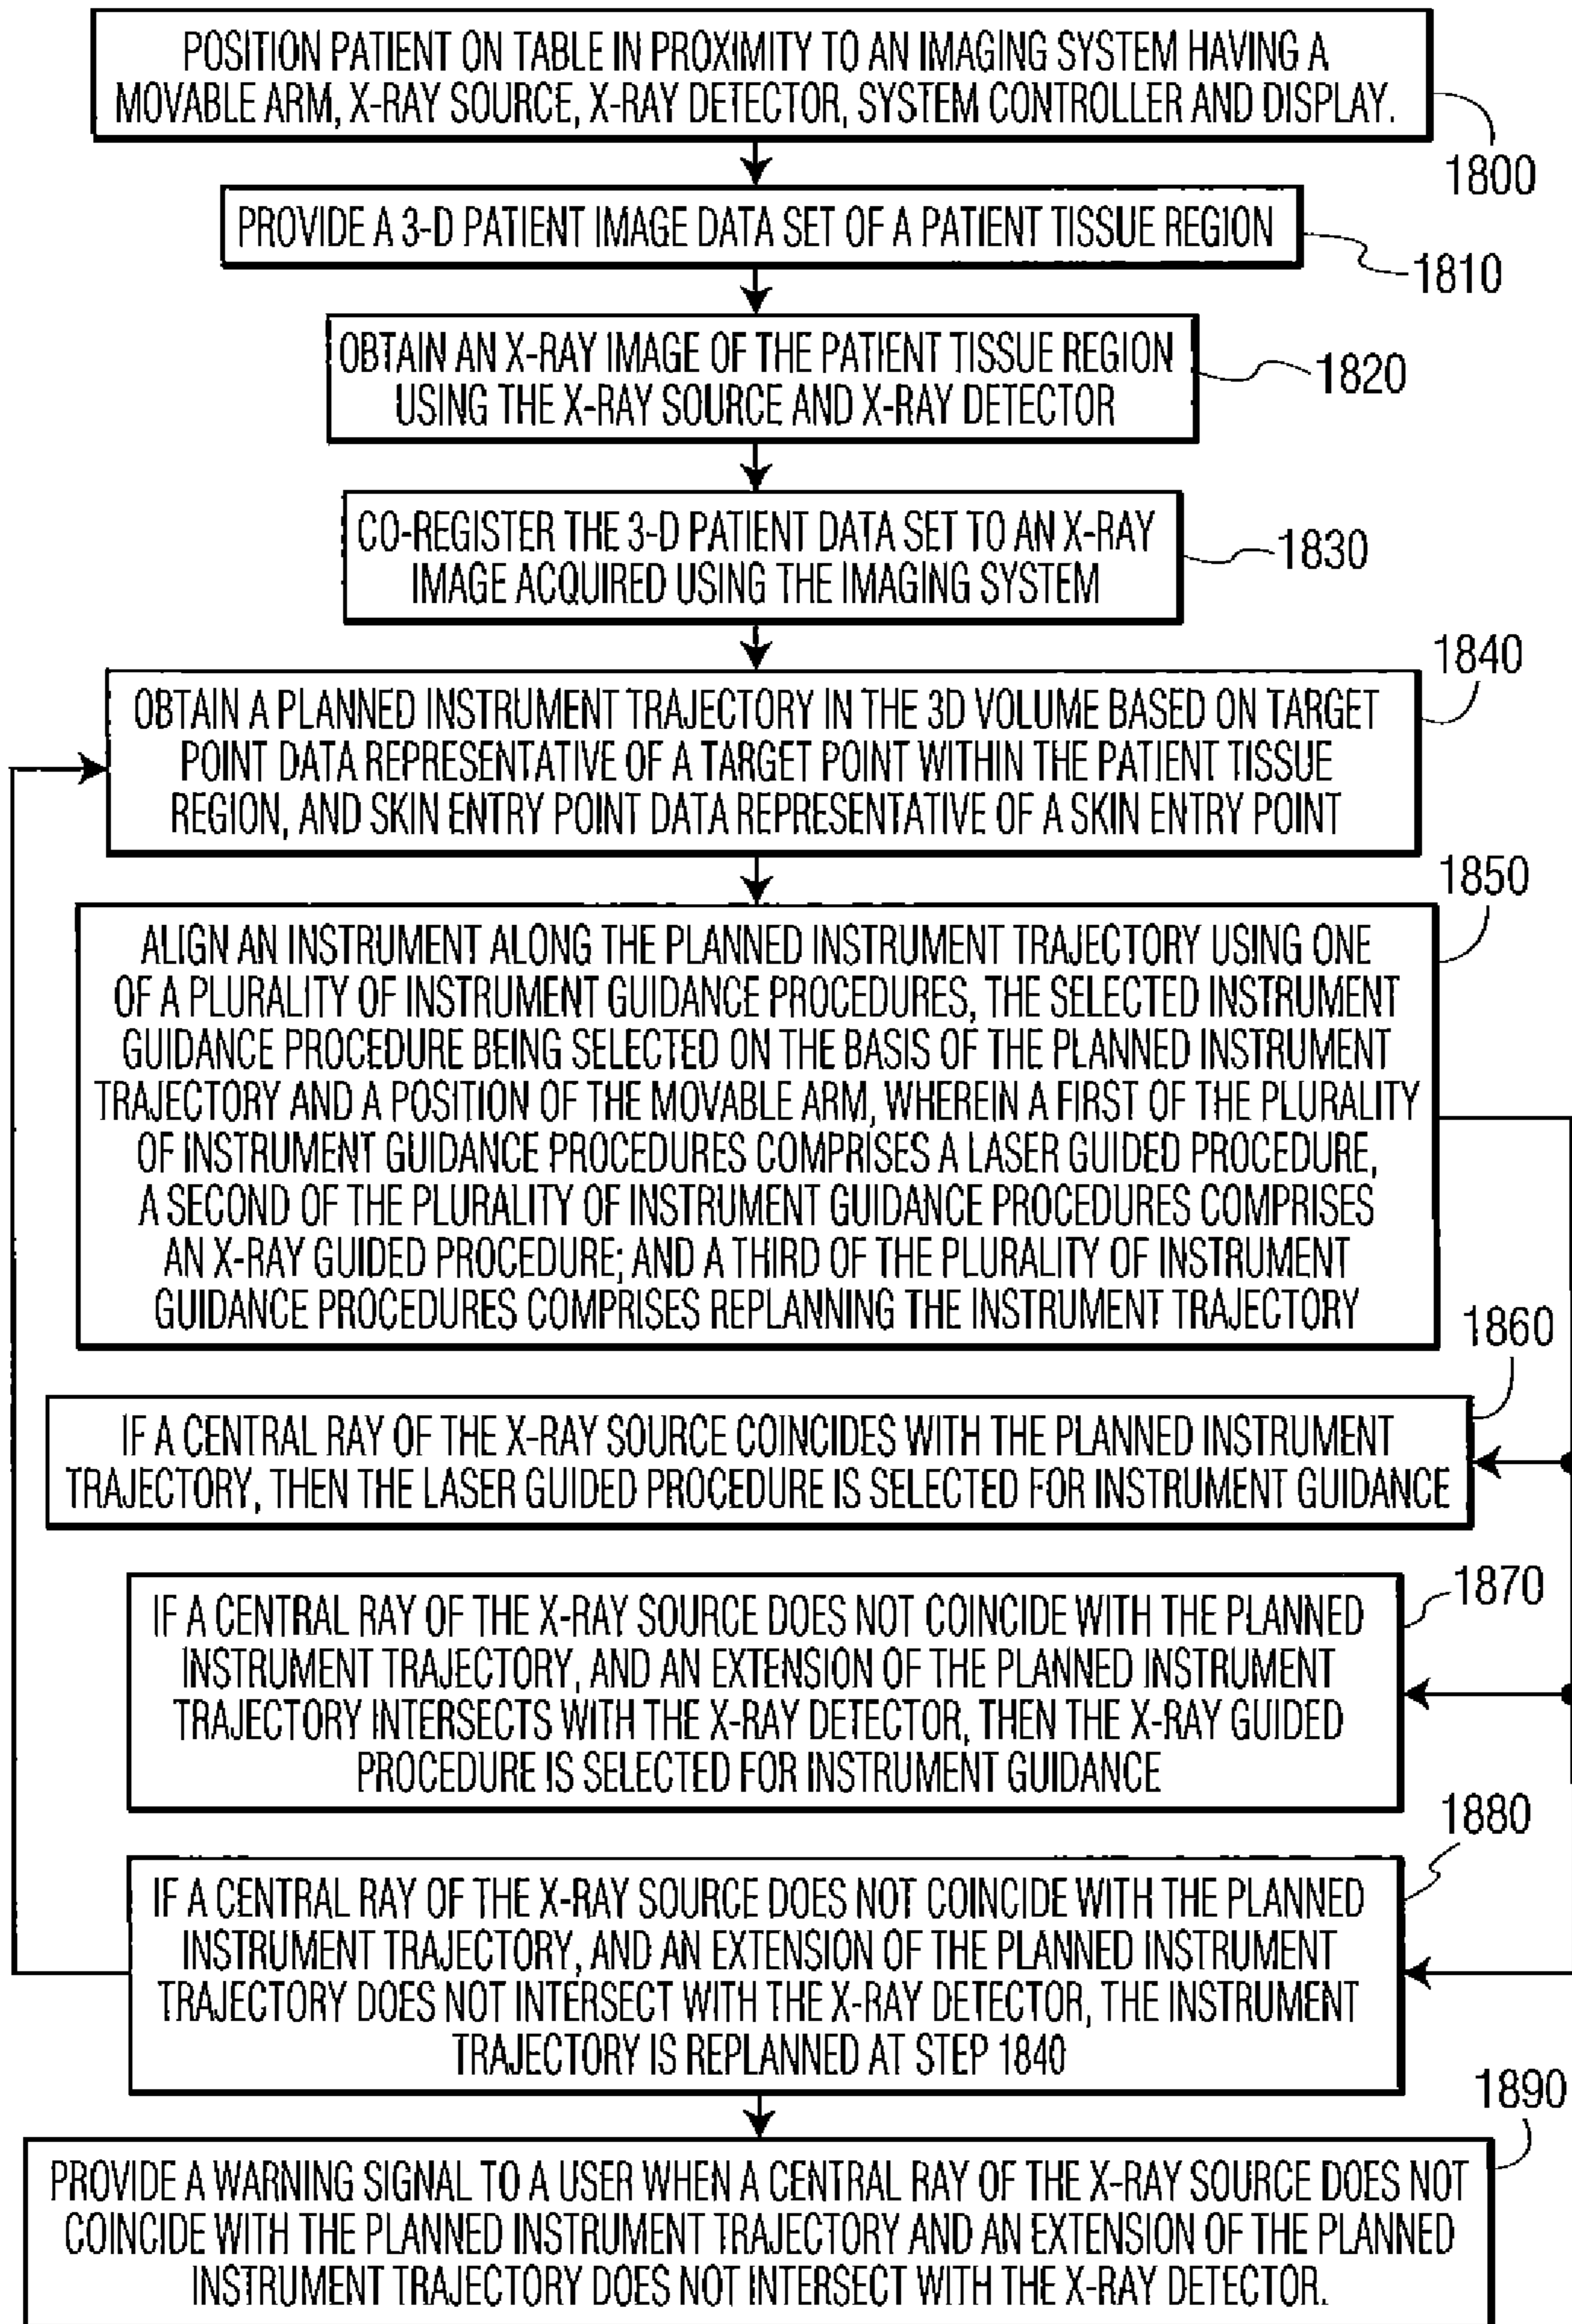 POSITION PATIENT ON TABLE IN PROXIMITY TO AN IMAGING SYSTEM HAVING A
MOVABLE ARM, X-RAY SOURCE, X-RAY DETECTOR, SYSTEM CONTROLLER AND DISPLAY.
1800
PROVIDE A 3-D PATIENT IMAGE DATA SET OF A PATIENT TISSUE REGION
1810
OBTAIN AN X-RAY IMAGE OF THE PATIENT TISSUE REGION
USING THE X-RAY SOURCE AND X-RAY DETECTOR
1820
CO-REGISTER THE 3-D PATIENT DATA SET TO AN X-RAY
IMAGE ACQUIRED USING THE IMAGING SYSTEM
1830
1840
OBTAIN A PLANNED INSTRUMENT TRAJECTORY IN THE 3D VOLUME BASED ON TARGET
POINT DATA REPRESENTATIVE OF A TARGET POINT WITHIN THE PATIENT TISSUE
REGION, AND SKIN ENTRY POINT DATA REPRESENTATIVE OF A SKIN ENTRY POINT
1850
ALIGN AN INSTRUMENT ALONG THE PLANNED INSTRUMENT TRAJECTORY USING ONE
OF A PLURALITY OF INSTRUMENT GUIDANCE PROCEDURES, THE SELECTED INSTRUMENT
GUIDANCE PROCEDURE BEING SELECTED ON THE BASIS OF THE PLANNED INSTRUMENT
TRAJECTORY AND A POSITION OF THE MOVABLE ARM, WHEREIN A FIRST OF THE PLURALITY
OF INSTRUMENT GUIDANCE PROCEDURES COMPRISES A LASER GUIDED PROCEDURE,
A SECOND OF THE PLURALITY OF INSTRUMENT GUIDANCE PROCEDURES COMPRISES
AN X-RAY GUIDED PROCEDURE; AND A THIRD OF THE PLURALITY OF INSTRUMENT
GUIDANCE PROCEDURES COMPRISES REPLANNING THE INSTRUMENT TRAJECTORY
1860
IF A CENTRAL RAY OF THE X-RAY SOURCE COINCIDES WITH THE PLANNED INSTRUMENT
TRAJECTORY, THEN THE LASER GUIDED PROCEDURE IS SELECTED FOR INSTRUMENT GUIDANCE
1870
IF A CENTRAL RAY OF THE X-RAY SOURCE DOES NOT COINCIDE WITH THE PLANNED
INSTRUMENT TRAJECTORY, AND AN EXTENSION OF THE PLANNED INSTRUMENT
TRAJECTORY INTERSECTS WITH THE X-RAY DETECTOR, THEN THE X-RAY GUIDED
PROCEDURE IS SELECTED FOR INSTRUMENT GUIDANCE
1880
IF A CENTRAL RAY OF THE X-RAY SOURCE DOES NOT COINCIDE WITH THE PLANNED
INSTRUMENT TRAJECTORY, AND AN EXTENSION OF THE PLANNED INSTRUMENT
TRAJECTORY DOES NOT INTERSECT WITH THE X-RAY DETECTOR, THE INSTRUMENT
TRAJECTORY IS REPLANNED AT STEP 1840
1890
PROVIDE A WARNING SIGNAL TO A USER WHEN A CENTRAL RAY OF THE X-RAY SOURCE DOES NOT
COINCIDE WITH THE PLANNED INSTRUMENT TRAJECTORY AND AN EXTENSION OF THE PLANNED
INSTRUMENT TRAJECTORY DOES NOT INTERSECT WITH THE X-RAY DETECTOR.